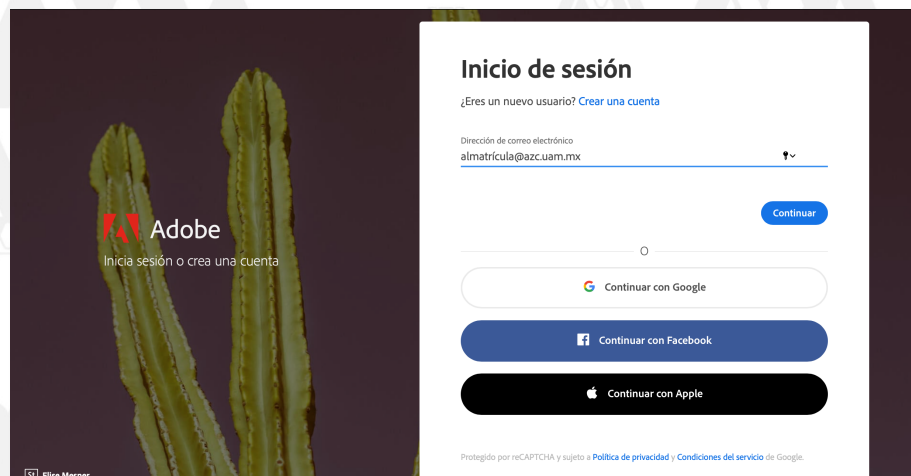 Adobe
Inicia sesión o crea una cuenta
St Elise Mesner
Inicio de sesión
¿Eres un nuevo usuario? Crear una cuenta
Dirección de correo electrónico
almatrícula@azc.uam.mx
Continuar
O
Continuar con Google
Continuar con Facebook
Continuar con Apple
Protegido por reCAPTCHA y sujeto a Política de privacidad y Condiciones del servicio de Google.